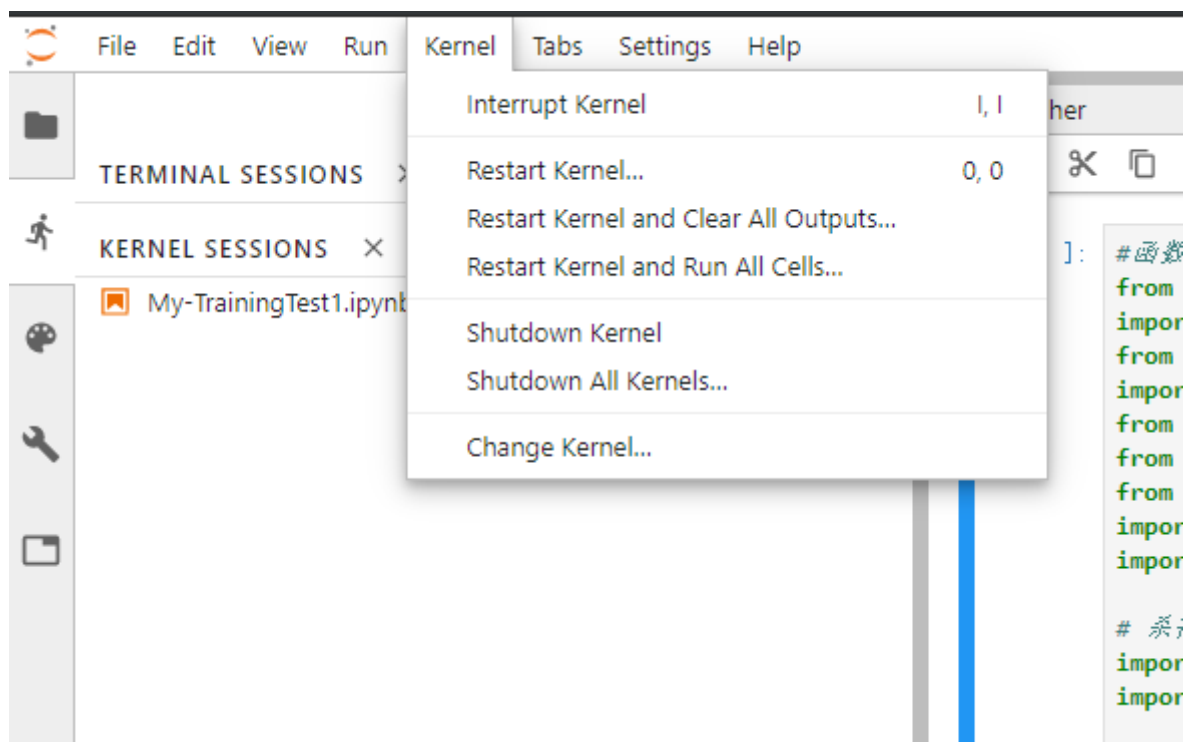 File Edit View Run Kernel Tabs Settings Help
Interrupt Kernel I, I
Restart Kernel... 0, 0
Restart Kernel and Clear All Outputs...
Restart Kernel and Run All Cells...
Shutdown Kernel
Shutdown All Kernels...
Change Kernel...
TERMINAL SESSIONS
KERNEL SESSIONS ×
My-TrainingTest1.ipynb
her
]: #函数
from
impor
from
impor
from
from
from
impor
impor
#
impor
impor